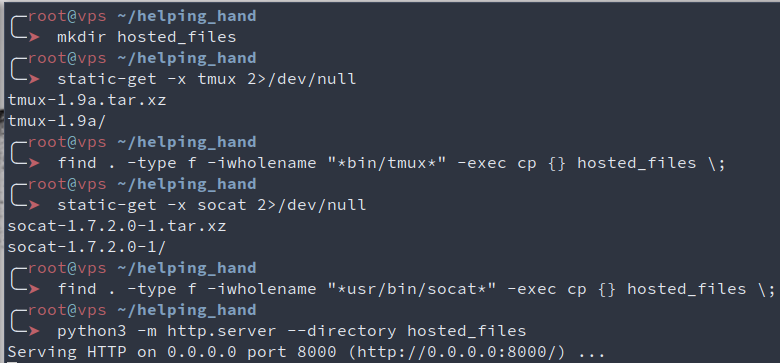 root@vps ~/helping_hand
➤ mkdir hosted_files
root@vps ~/helping_hand
➤ static-get -x tmux 2>/dev/null
tmux-1.9a.tar.xz
tmux-1.9a/
root@vps ~/helping_hand
➤ find . -type f -iwholename "*bin/tmux*" -exec cp {} hosted_files \;
root@vps ~/helping_hand
➤ static-get -x socat 2>/dev/null
socat-1.7.2.0-1.tar.xz
socat-1.7.2.0-1/
root@vps ~/helping_hand
➤ find . -type f -iwholename "*usr/bin/socat*" -exec cp {} hosted_files \;
root@vps ~/helping_hand
➤ python3 -m http.server --directory hosted_files
Serving HTTP on 0.0.0.0 port 8000 (http://0.0.0.0:8000/) ...